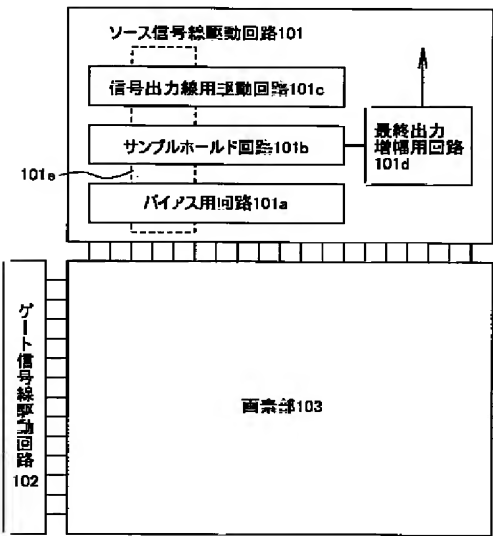 ソース信号線駆動回路101
信号出力線用駆動回路101c
サンプルホールド回路101b
最終出力
増幅用回路
101d
101e
バイアス用回路101a
ゲート信号線駆動回路
102
画素部103